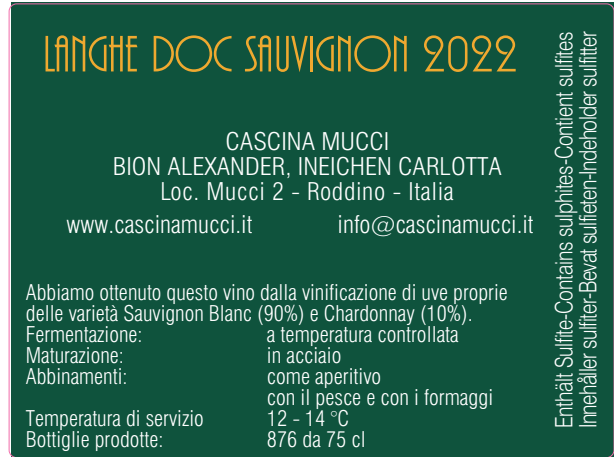 LANGHE DOC SAUVIGNON 2022
CASCINA MUCCI
BION ALEXANDER, INEICHEN CARLOTTA
Loc. Mucci 2 - Roddino - Italia
www.cascinamucci.it info@cascinamucci.it
Abbiamo ottenuto questo vino dalla vinificazione di uve proprie
delle varietà Sauvignon Blanc (90%) e Chardonnay (10%).
Fermentazione: a temperatura controllata
Maturazione: in acciaio
Abbinamenti: come aperitivo
con il pesce e con i formaggi
Temperatura di servizio 12 - 14 °C
Bottiglie prodotte: 876 da 75 cl
Enthält Sulfite-Contains sulphites-Contient sulfites
Innehåller sulfiter-Bevat sulfieten-Indeholder sulfitter